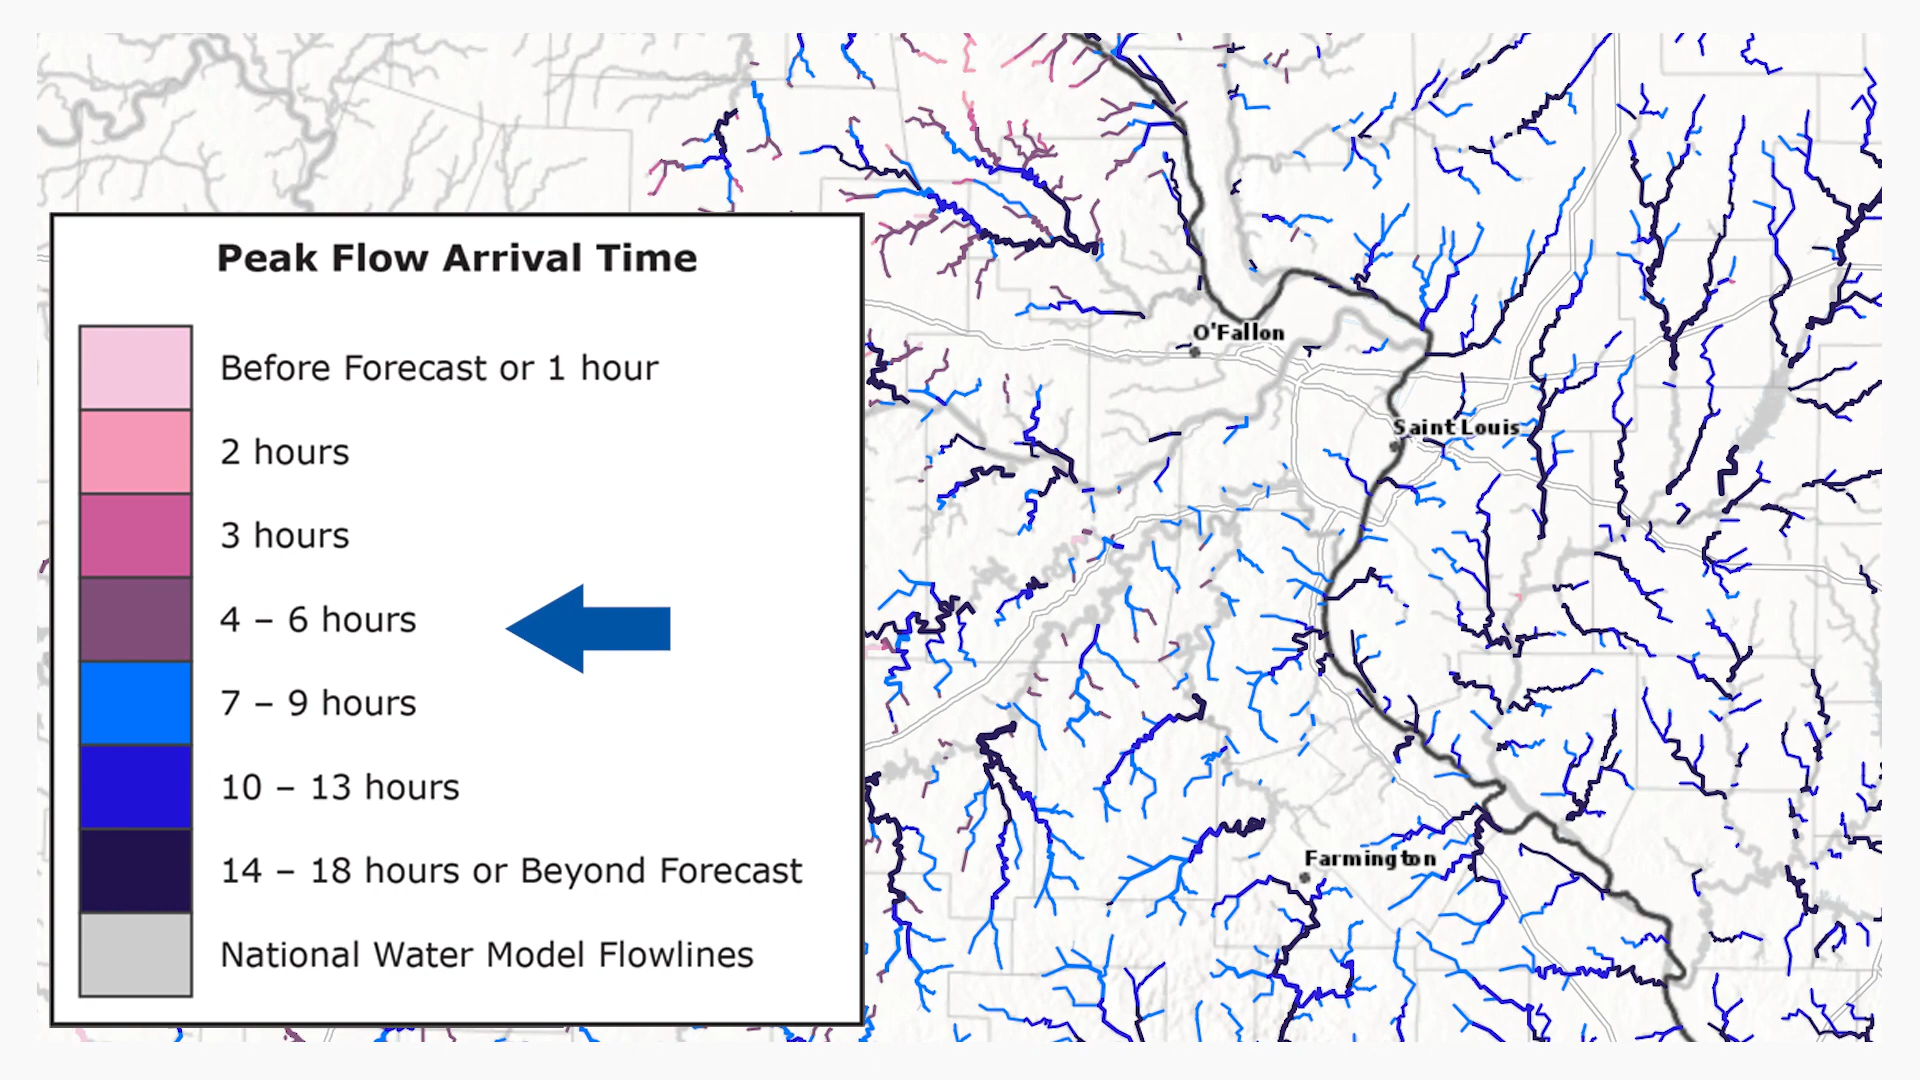 Peak Flow Arrival Time
Before Forecast or 1 hour
2 hours
3 hours
4 – 6 hours
7 – 9 hours
10 – 13 hours
14 – 18 hours or Beyond Forecast
National Water Model Flowlines
O'Fallon
Saint Louis
Farmington